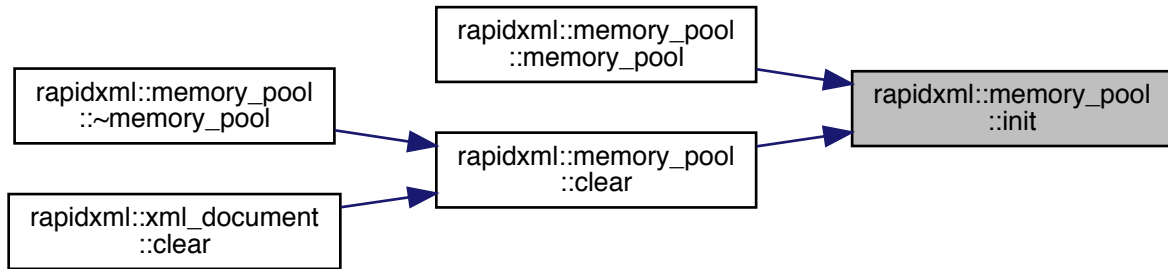 rapidxml::memory_pool
::~memory_pool
rapidxml::xml_document
::clear
rapidxml::memory_pool
::memory_pool
rapidxml::memory_pool
::clear
rapidxml::memory_pool
::init